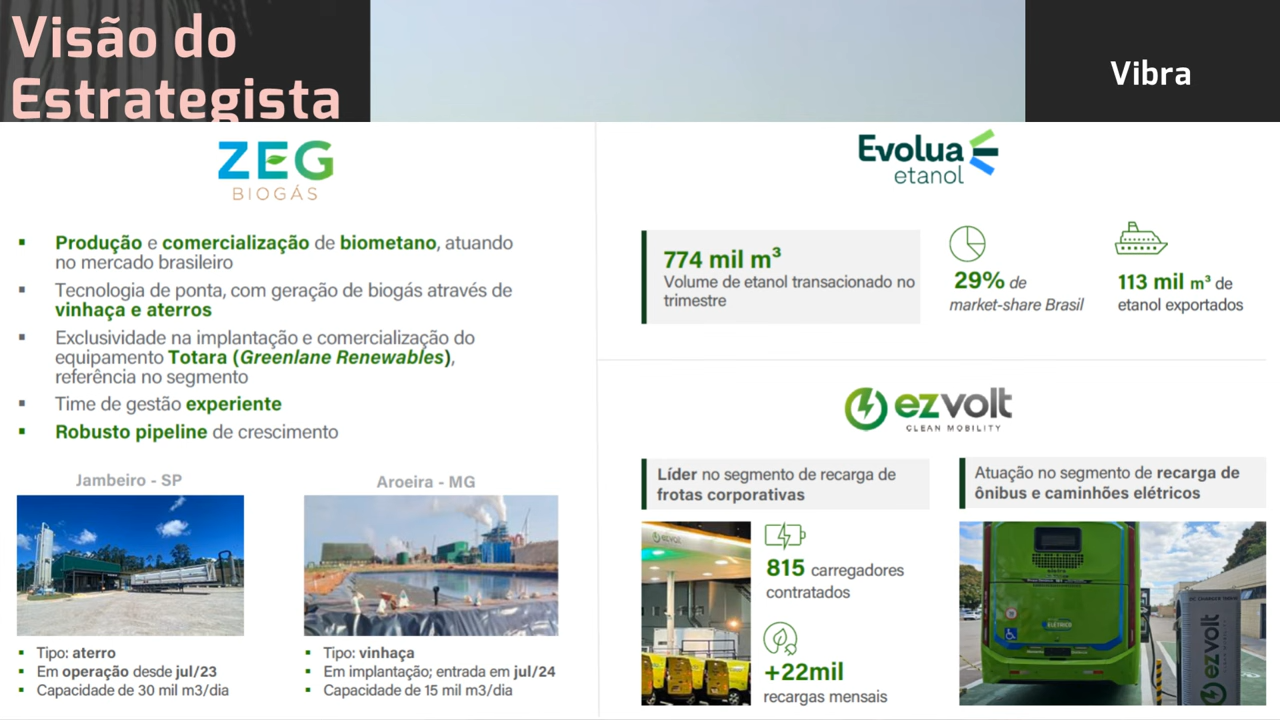 Visão do
Estrategista
Vibra
ZEG
BIOGÁS
▪ Produção e comercialização de biometano, atuando
no mercado brasileiro
▪ Tecnologia de ponta, com geração de biogás através de
vinhaça e aterros
▪ Exclusividade na implantação e comercialização do
equipamento Totara (Greenlane Renewables),
referência no segmento
▪ Time de gestão experiente
▪ Robusto pipeline de crescimento
Jambeiro - SP
▪ Tipo: aterro
▪ Em operação desde jul/23
▪ Capacidade de 30 mil m3/dia
Aroeira - MG
▪ Tipo: vinhaça
▪ Em implantação; entrada em jul/24
▪ Capacidade de 15 mil m3/dia
Evolua
etanol
774 mil m³
Volume de etanol transacionado no
trimestre
29% de
market-share Brasil
113 mil m³ de
etanol exportados
ezvolt
CLEAN MOBILITY
Líder no segmento de recarga de
frotas corporativas
815 carregadores
contratados
+22mil
recargas mensais
Atuação no segmento de recarga de
ônibus e caminhões elétricos
ezvolt
ELÉTRICO
ezvolt